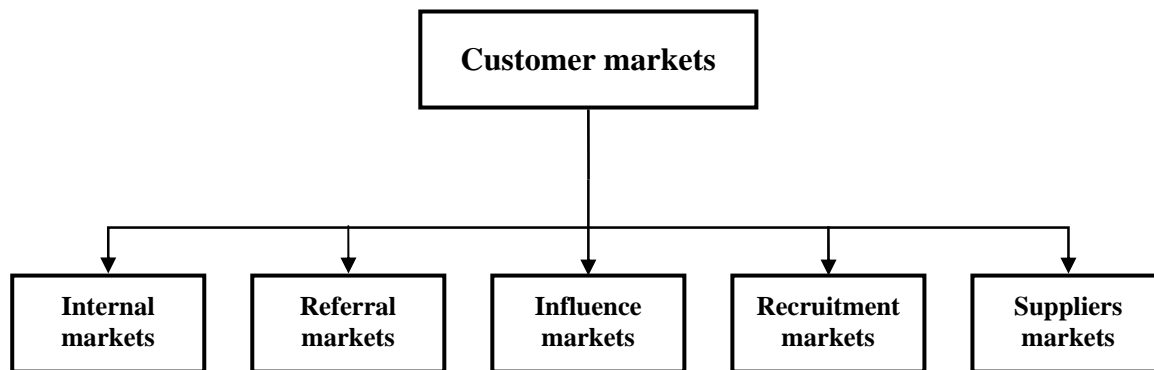 Customer markets
Internal
markets
Referral
markets
Influence
markets
Recruitment
markets
Suppliers
markets